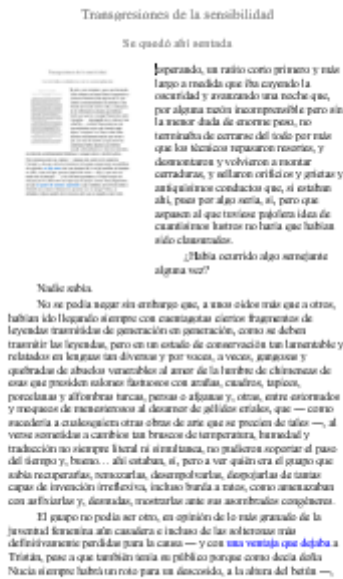 Transgresiones de la sensibilidad
Se quedó ahí sentada
esperando, un ratito corto primero y más
largo a medida que iba cayendo la
oscuridad y avanzando una noche que,
por alguna razón incomprensible pero sin
la menor duda de enorme peso, no
terminaba de cerrarse del todo por más
que los técnicos repasaron resortes, y
desmontaron y volvieron a montar
cerraduras, y sellaron orificios y grietas y
antiquísimos conductos que, si estaban
ahí, pues por algo sería, sí, pero que
aspasen al que tuviese pajolera idea de
cuantísimos lustros no haría que habían
sido clausurados.
¿Había ocurrido algo semejante
alguna vez?
Nadie sabía.
No se podía negar sin embargo que, a unos oídos más que a otros,
habían ido llegando siempre con cuentagotas ciertos fragmentos de
leyendas trasmitidas de generación en generación, como se deben
trasmitir las leyendas, pero en un estado de conservación tan lamentable y
relatados en lenguas tan diversas y por voces, a veces, gangosas y
quebradas de abuelos venerables al amor de la lumbre de chimeneas de
esas que presiden salones fastuosos con arañas, cuadros, tapices,
porcelanas y alfombras turcas, persas o afganas y, otras, entre estornudos
y moqueos de menesterosos al desamor de gélidos eriales, que — como
sucedería a cualesquiera otras obras de arte que se precien de tales —, al
verse sometidas a cambios tan bruscos de temperatura, humedad y
traducción no siempre literal ni simultanea, no pudieron soportar el paso
del tiempo y, bueno… ahí estaban, sí, pero a ver quién era el guapo que
sabía recuperarlas, remozarlas, desempolvarlas, despojarlas de tantas
capas de invención irreflexiva, incluso burda a ratos, como amenazaban
con asfixiarlas y, desnudas, mostrarlas ante sus asombrados congéneres.
El guapo no podía ser otro, en opinión de lo más granado de la
juventud femenina aún casadera e incluso de las solteronas más
definitivamente perdidas para la causa — y con una ventaja que dejaba a
Tristán, pese a que también tenía su público porque como decía doña
Nuncia siempre habrá un roto para un descosido, a la altura del betún —,